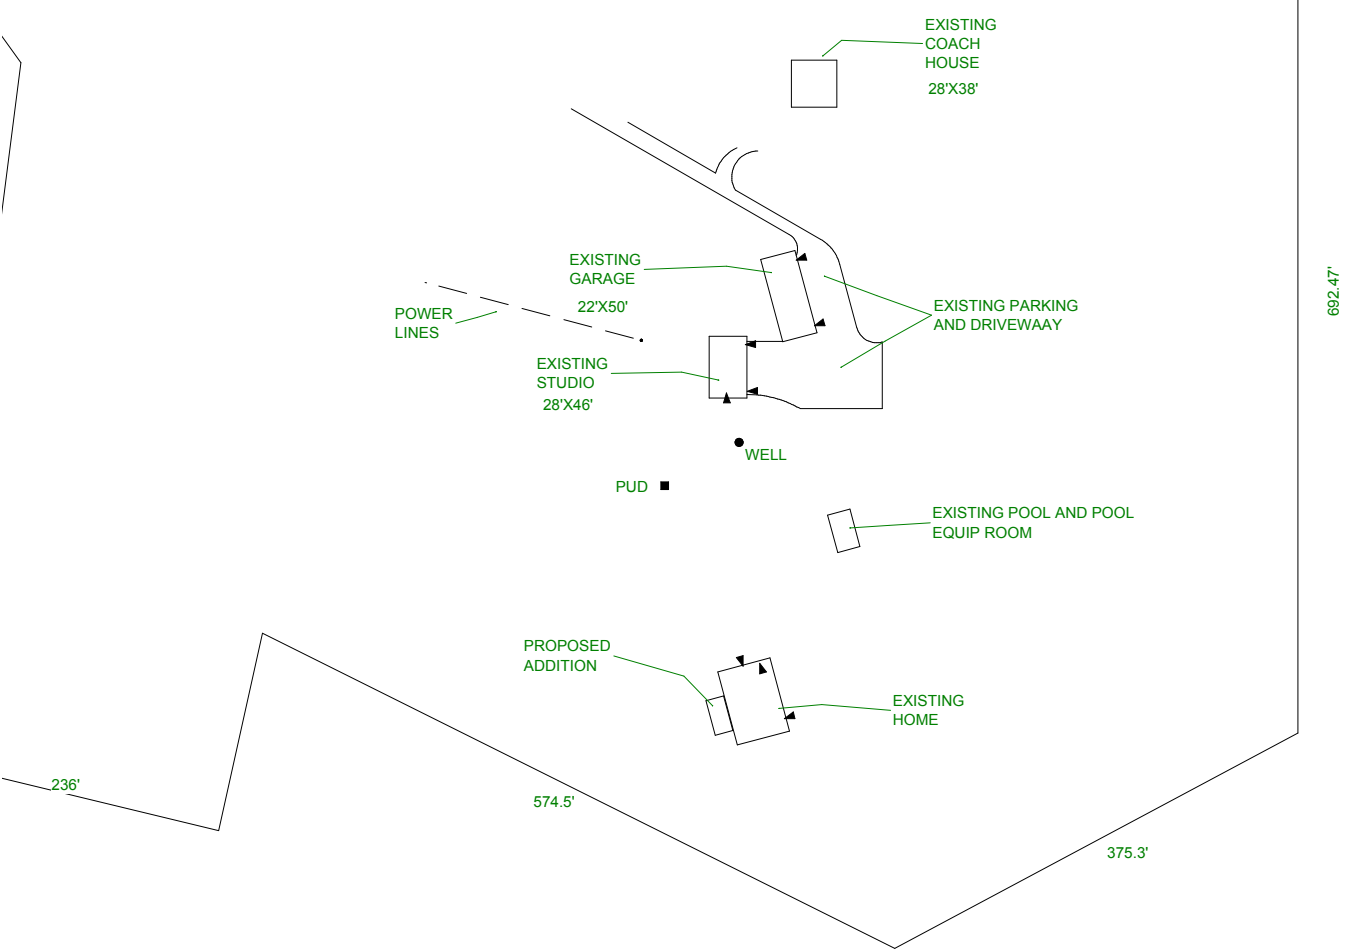 EXISTING
COACH
HOUSE
28'X38'
EXISTING
GARAGE
22'X50'
692.47'
POWER
LINES
EXISTING PARKING
AND DRIVEWAAY
EXISTING
STUDIO
28'X46'
WELL
PUD
EXISTING POOL AND POOL
EQUIP ROOM
PROPOSED
ADDITION
EXISTING
HOME
236'
574.5'
375.3'